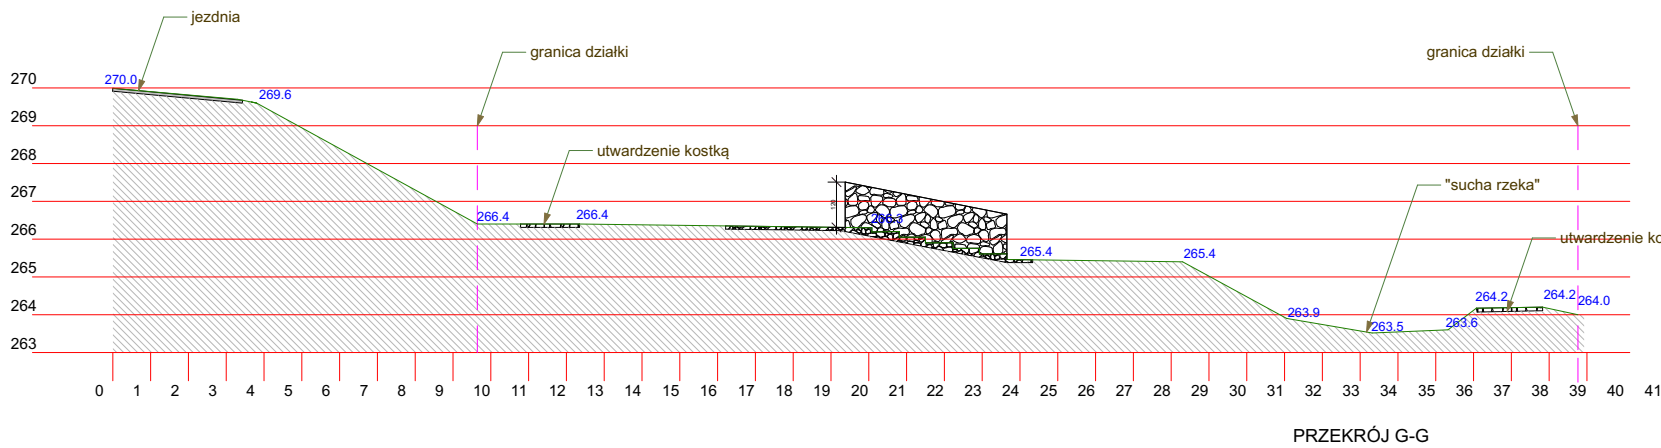 jezdnia
granica działki
granica działki
270
270.0
269.6
269
268
utwardzenie kostką
"sucha rzeka"
267
120
266.4
266.4
266.3
266
utwardzenie ko
265.4
265.4
265
264.2
264.2
264.0
264
263.9
263.5
263.6
263
0 1 2 3 4 5 6 7 8 9 10 11 12 13 14 15 16 17 18 19 20 21 22 23 24 25 26 27 28 29 30 31 32 33 34 35 36 37 38 39 40 41
PRZEKRÓJ G-G